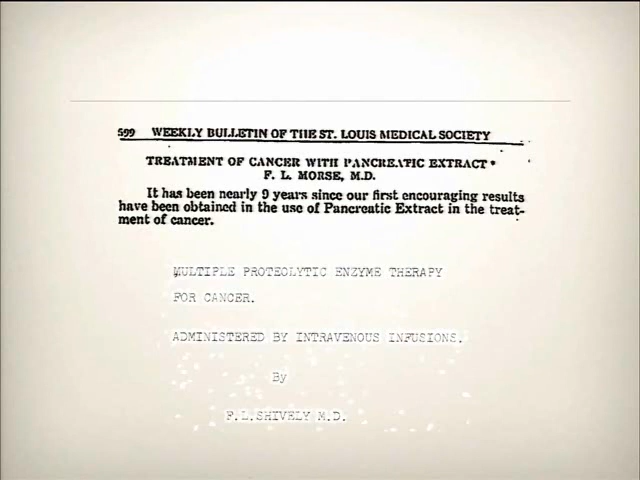 599 WEEKLY BULLETIN OF THE ST. LOUIS MEDICAL SOCIETY
TREATMENT OF CANCER WITH PANCREATIC EXTRACT*
F. L. MORSE, M.D.
It has been nearly 9 years since our first encouraging results
have been obtained in the use of Pancreatic Extract in the treat-
ment of cancer.
MULTIPLE PROTEOLYTIC ENZYME THERAPY
FOR CANCER.
ADMINISTERED BY INTRAVENOUS INFUSIONS.
By
F.L.SHIVELY M.D.